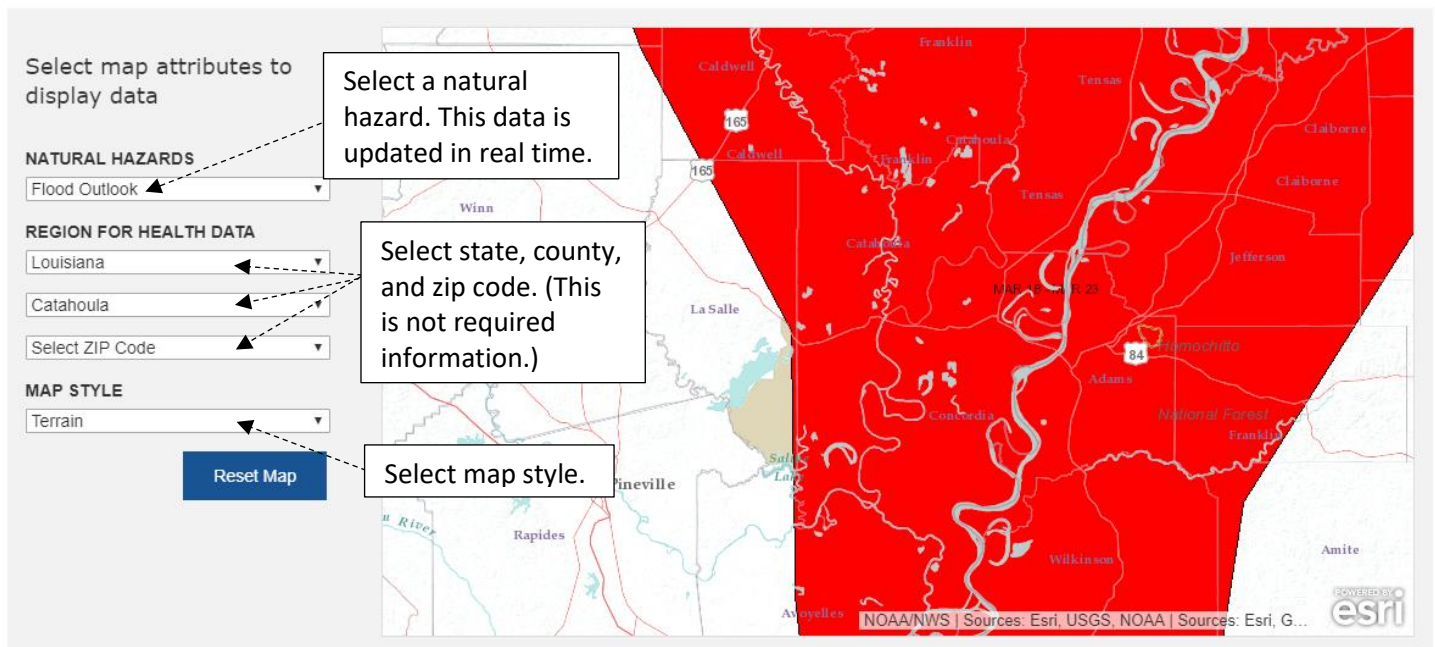 Select map attributes to
display data
NATURAL HAZARDS
Flood Outlook
REGION FOR HEALTH DATA
Louisiana
Catahoula
Select ZIP Code
MAP STYLE
Terrain
Reset Map
Select a natural
hazard. This data is
updated in real time.
Select state, county,
and zip code. (This
is not required
information.)
Select map style.
Franklin
Caldwell
Tensas
165
Claiborne
Catahoula
Caldwell
Franklin
165
Claiborne
Tensas
Winn
Catahoula
Jefferson
La Salle
84
Homochitto
Adams
Concordia
National Forest
Franklin
Pineville
River
Rapides
Amite
Wilkinson
Avoyelles
NOAA/NWS | Sources: Esri, USGS, NOAA | Sources: Esri, G...
POWERED BY
esri